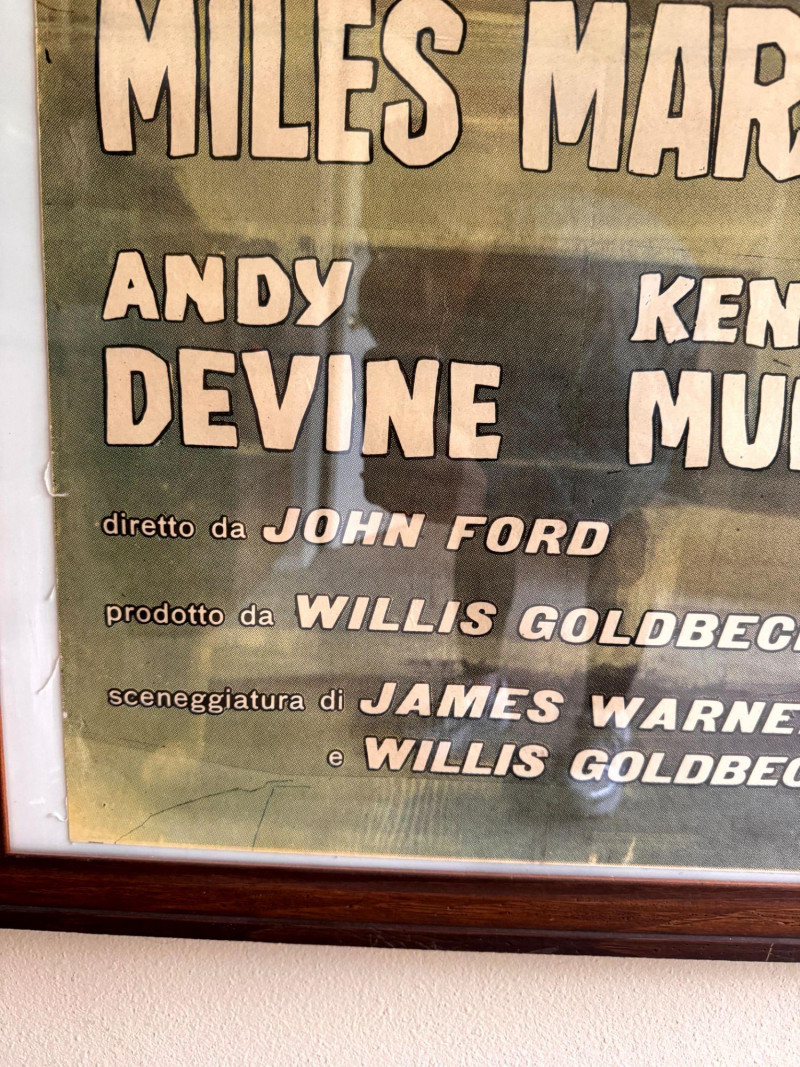 MILES MAR
ANDY KEN
DEVINE MU
diretto da JOHN FORD
prodotto da WILLIS GOLDBEC
sceneggiatura di JAMES WARNE
e WILLIS GOLDBEC